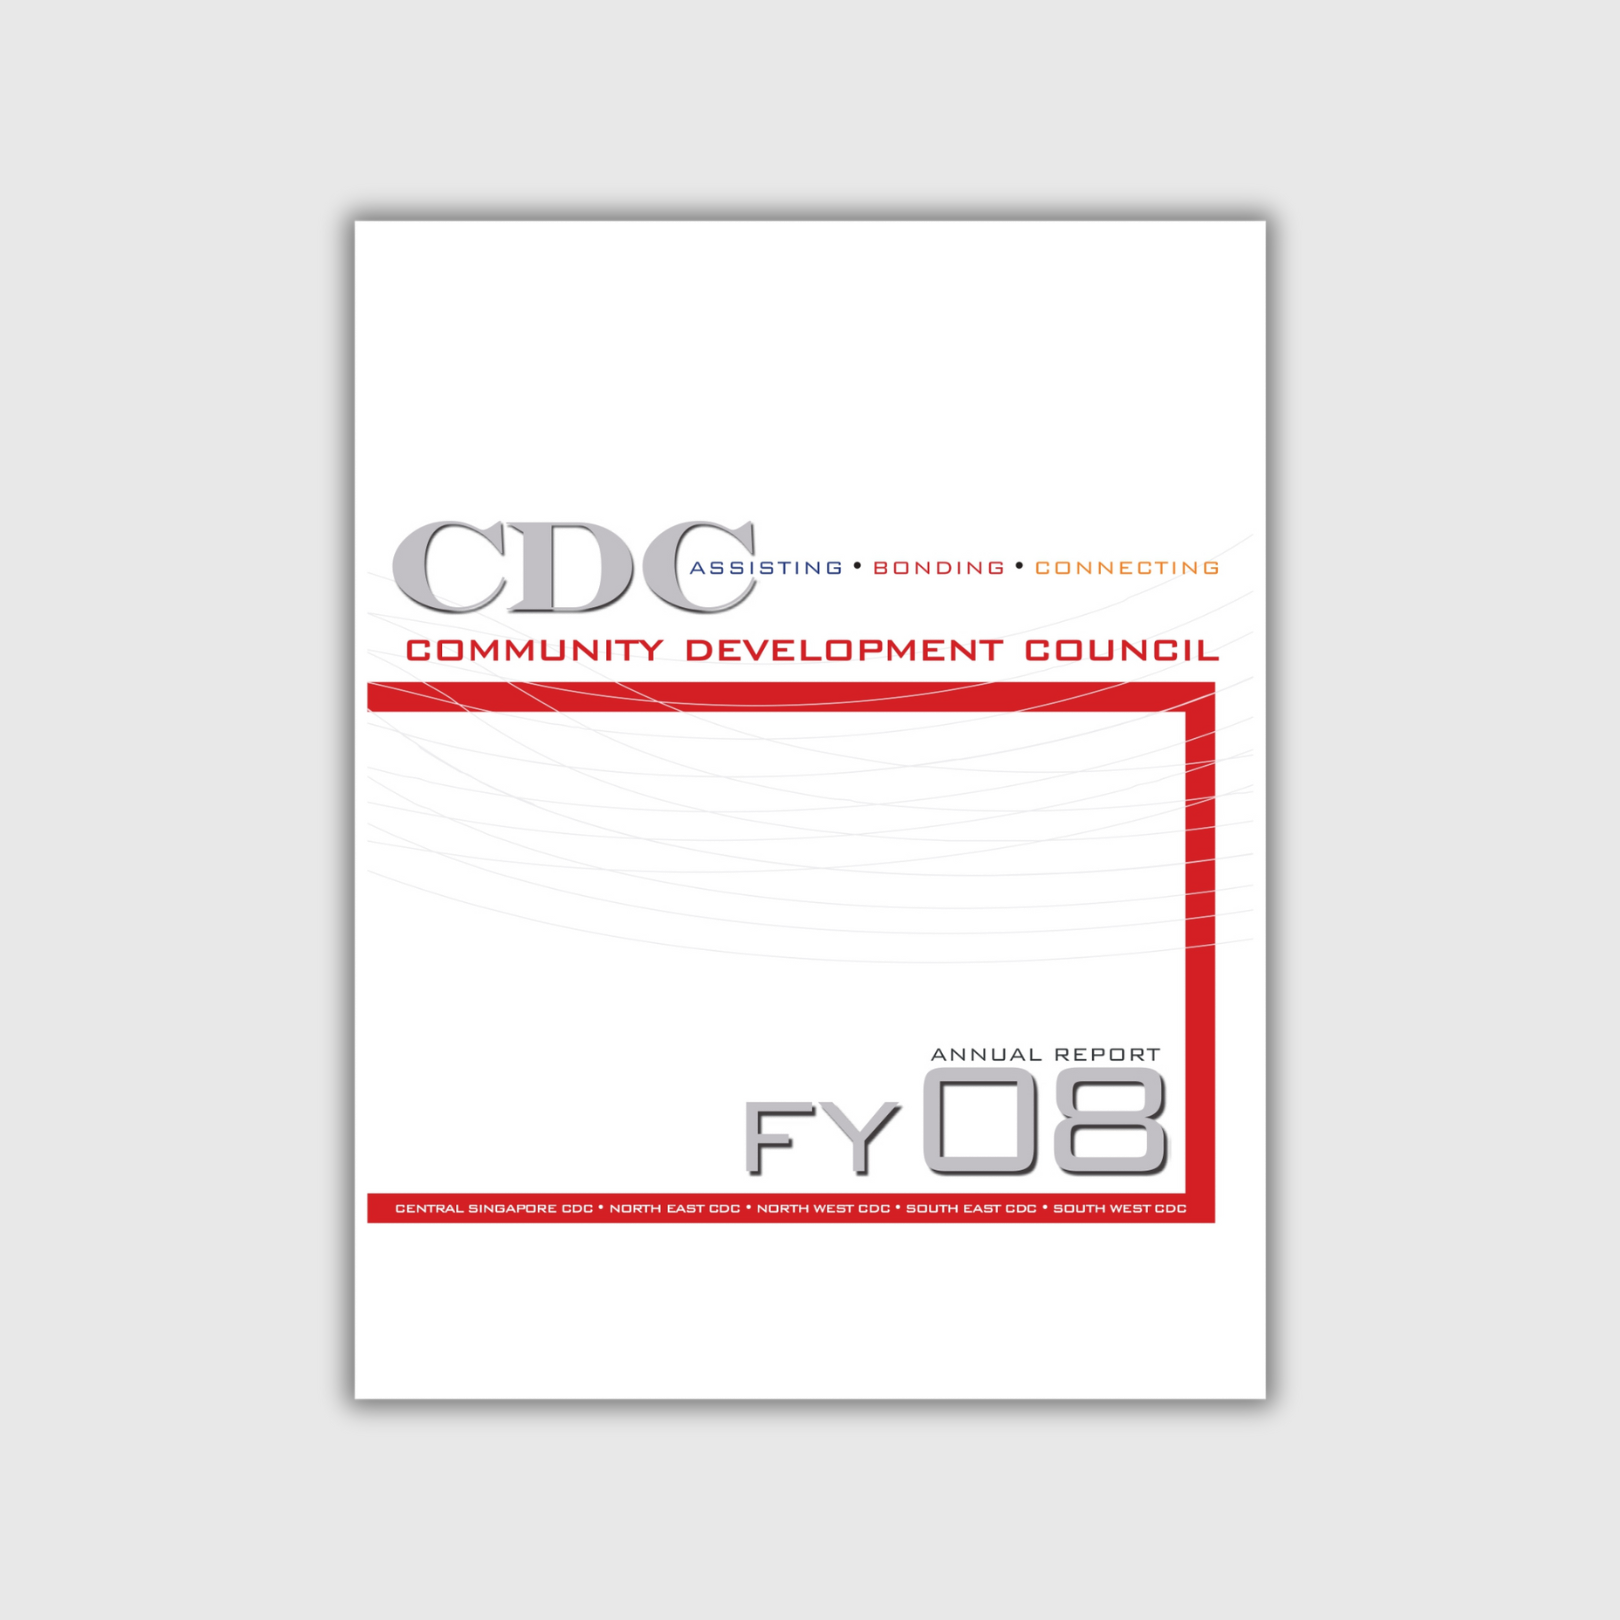 CDC
ASSISTING • BONDING • CONNECTING
COMMUNITY DEVELOPMENT COUNCIL
ANNUAL REPORT
FY08
CENTRAL SINGAPORE CDC • NORTH EAST CDC • NORTH WEST CDC • SOUTH EAST CDC • SOUTH WEST CDC